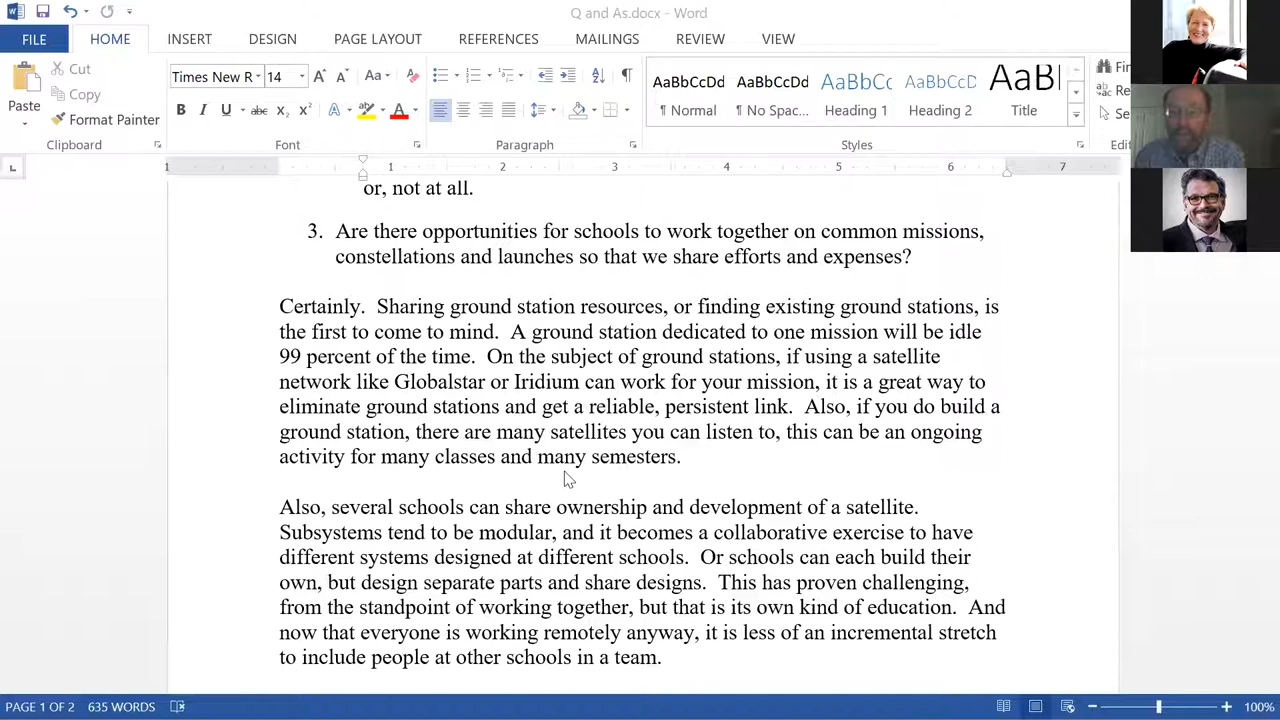 Q and As.docx - Word
FILE HOME INSERT DESIGN PAGE LAYOUT REFERENCES MAILINGS REVIEW VIEW
Paste
Cut
Copy
Format Painter
Times New R 14
AaBbCcDd AaBbCcDd AaBbCc AaBbCcD AaB
¶ Normal ¶ No Spac... Heading 1 Heading 2 Title
Clipboard Font Paragraph Styles
1 1 2 3 4 5 6 7
or, not at all.
3. Are there opportunities for schools to work together on common missions,
constellations and launches so that we share efforts and expenses?
Certainly. Sharing ground station resources, or finding existing ground stations, is
the first to come to mind. A ground station dedicated to one mission will be idle
99 percent of the time. On the subject of ground stations, if using a satellite
network like Globalstar or Iridium can work for your mission, it is a great way to
eliminate ground stations and get a reliable, persistent link. Also, if you do build a
ground station, there are many satellites you can listen to, this can be an ongoing
activity for many classes and many semesters.
Also, several schools can share ownership and development of a satellite.
Subsystems tend to be modular, and it becomes a collaborative exercise to have
different systems designed at different schools. Or schools can each build their
own, but design separate parts and share designs. This has proven challenging,
from the standpoint of working together, but that is its own kind of education. And
now that everyone is working remotely anyway, it is less of an incremental stretch
to include people at other schools in a team.
PAGE 1 OF 2 635 WORDS 100%